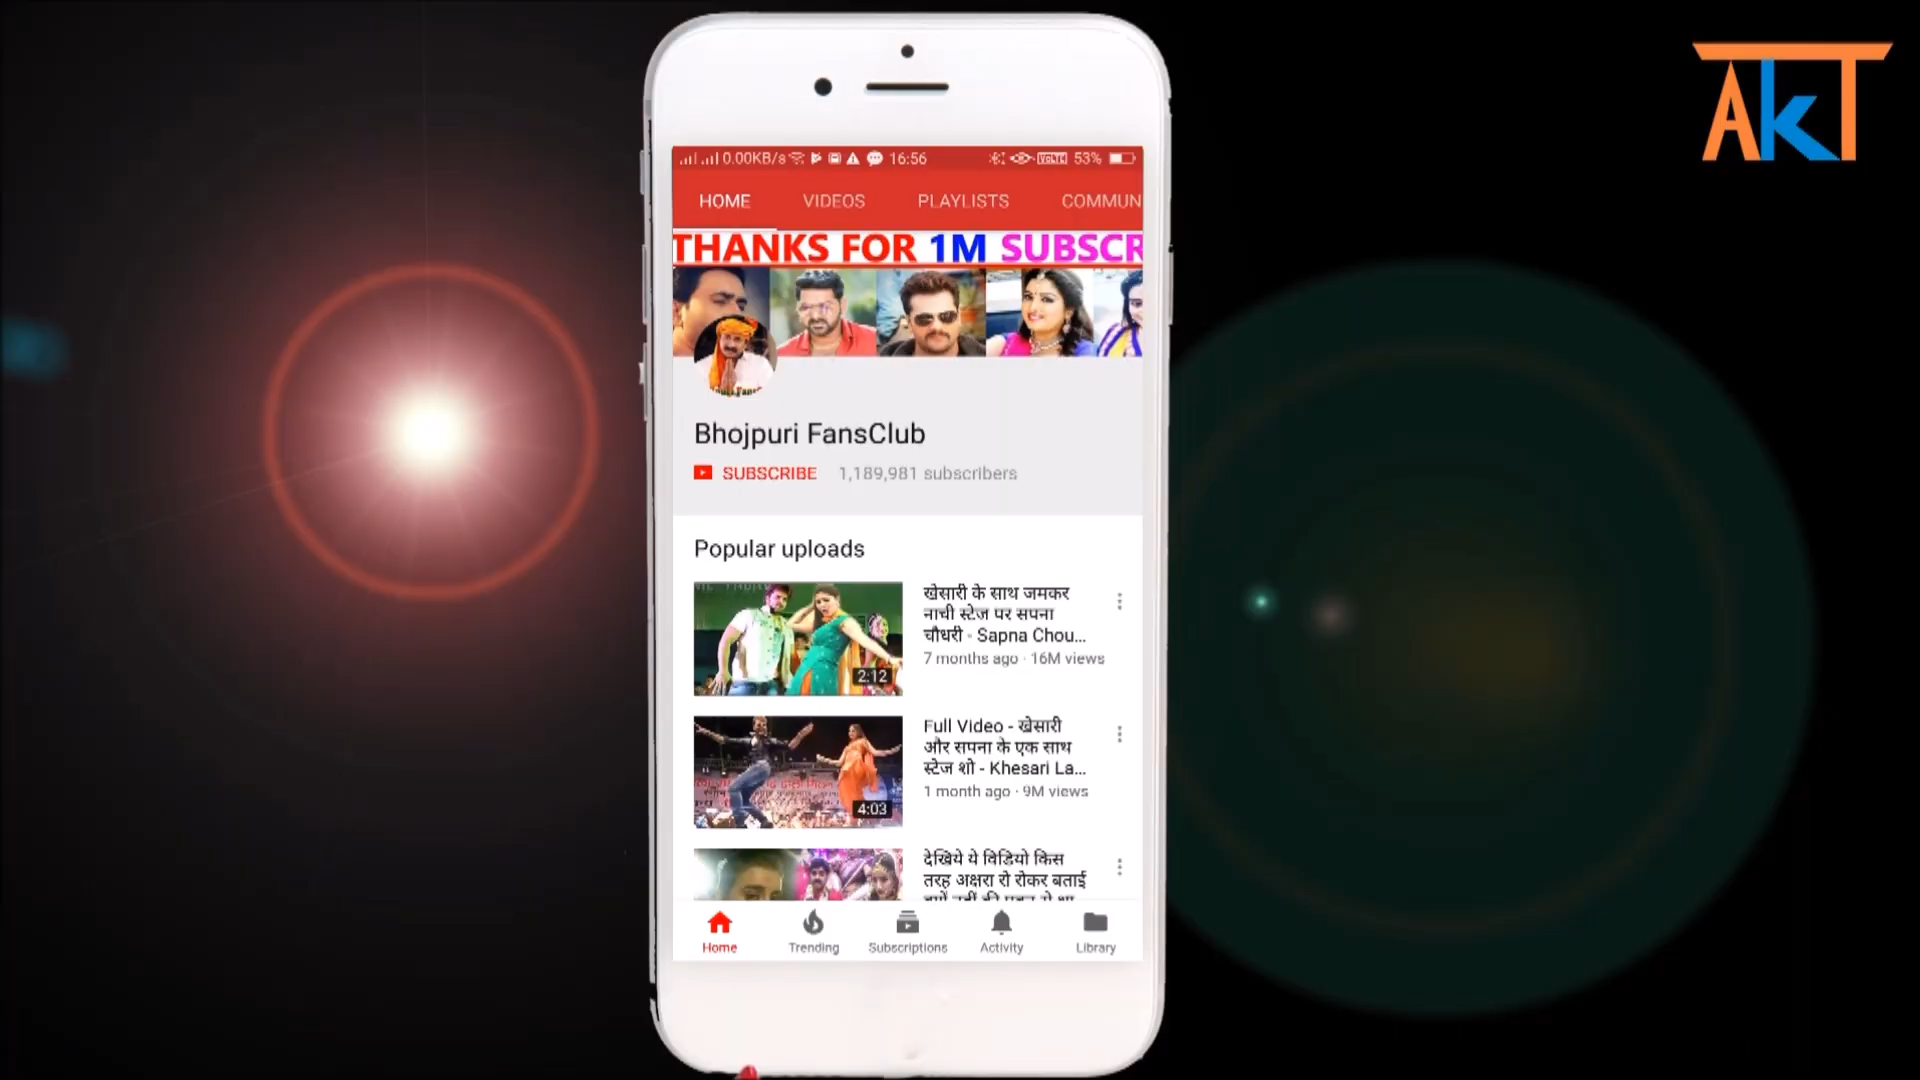 AKT
0.00KB/s 16:56 VoLTE 53%
HOME VIDEOS PLAYLISTS COMMUN
THANKS FOR 1M SUBSCR
Bhojpuri FansClub
SUBSCRIBE 1,189,981 subscribers
Popular uploads
खेसारी के साथ जमकर
नाची स्टेज पर सपना
चौधरी - Sapna Chou...
7 months ago · 16M views
2:12
Full Video - खेसारी
और सपना के एक साथ
स्टेज शो - Khesari La...
1 month ago · 9M views
4:03
देखिये ये विडियो किस
तरह अक्षरा रो रोकर बताई
Home Trending Subscriptions Activity Library